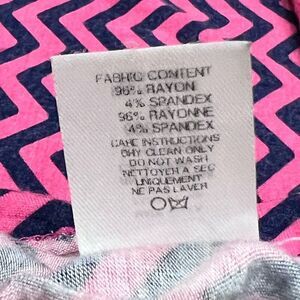 FABRIC CONTENT
96% RAYON
4% SPANDEX
96% RAYONNE
4% SPANDEX
CARE INSTRUCTIONS
DRY CLEAN ONLY
DO NOT WASH
NETTOYER A SEC
UNIQUEMENT
NE PAS LAVER